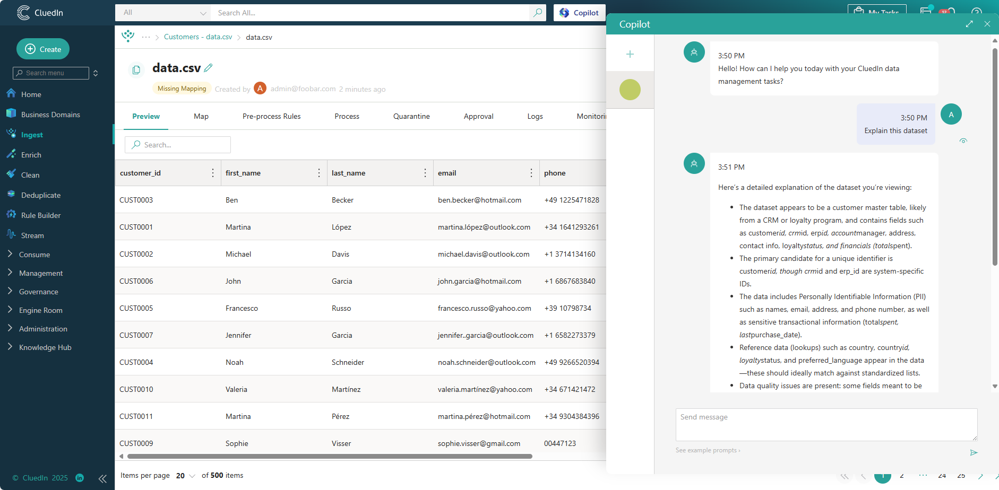 CluedIn
All
Search All...
Copilot
My Tasks
12
Create
Search menu
Home
Business Domains
Ingest
Enrich
Clean
Deduplicate
Rule Builder
Stream
Consume
Management
Governance
Engine Room
Administration
Knowledge Hub
© CluedIn 2025
in
··· Customers - data.csv data.csv
data.csv
Missing Mapping Created by A admin@foobar.com 2 minutes ago
Preview Map Pre-process Rules Process Quarantine Approval Logs
Search...
customer_id first_name last_name email phone
CUST0003 Ben Becker ben.becker@hotmail.com +49 1225471828
CUST0001 Martina López martina.lópez@outlook.com +34 1641293261
CUST0002 Michael Davis michael.davis@outlook.com +1 3714134160
CUST0006 John Garcia john.garcia@hotmail.com +1 6867683840
CUST0005 Francesco Russo francesco.russo@yahoo.com +39 10798734
CUST0007 Jennifer Garcia jennifer..garcia@outlook.com +1 6582273379
CUST0004 Noah Schneider noah.schneider@outlook.com +49 9266520394
CUST0010 Valeria Martínez valeria.martínez@yahoo.com +34 671421472
CUST0011 Martina Pérez martina.pérez@hotmail.com +34 9304384396
CUST0009 Sophie Visser sophie.visser@gmail.com 00447123
Items per page 20 of 500 items
1 2 ··· 24 25
Copilot
3:50 PM
Hello! How can I help you today with your CluedIn data
management tasks?
A
3:50 PM
Explain this dataset
3:51 PM
Here's a detailed explanation of the dataset you're viewing:
• The dataset appears to be a customer master table, likely
from a CRM or loyalty program, and contains fields such
as customerid, crmid, erpid, accountmanager, address,
contact info, loyaltystatus, and financials (totalspent).
• The primary candidate for a unique identifier is
customerid, though crmid and erp_id are system-specific
IDs.
• The data includes Personally Identifiable Information (PII)
such as names, email, address, and phone number, as well
as sensitive transactional information (totalspent,
lastpurchase_date).
• Reference data (lookups) such as country, countryid,
loyaltystatus, and preferred_language appear in the data
—these should ideally match against standardized lists.
• Data quality issues are present: some fields meant to be
Send message
See example prompts ›